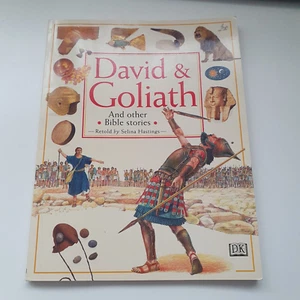 David &
Goliath
And other
• Bible stories •
Retold by Selina Hastings
DK